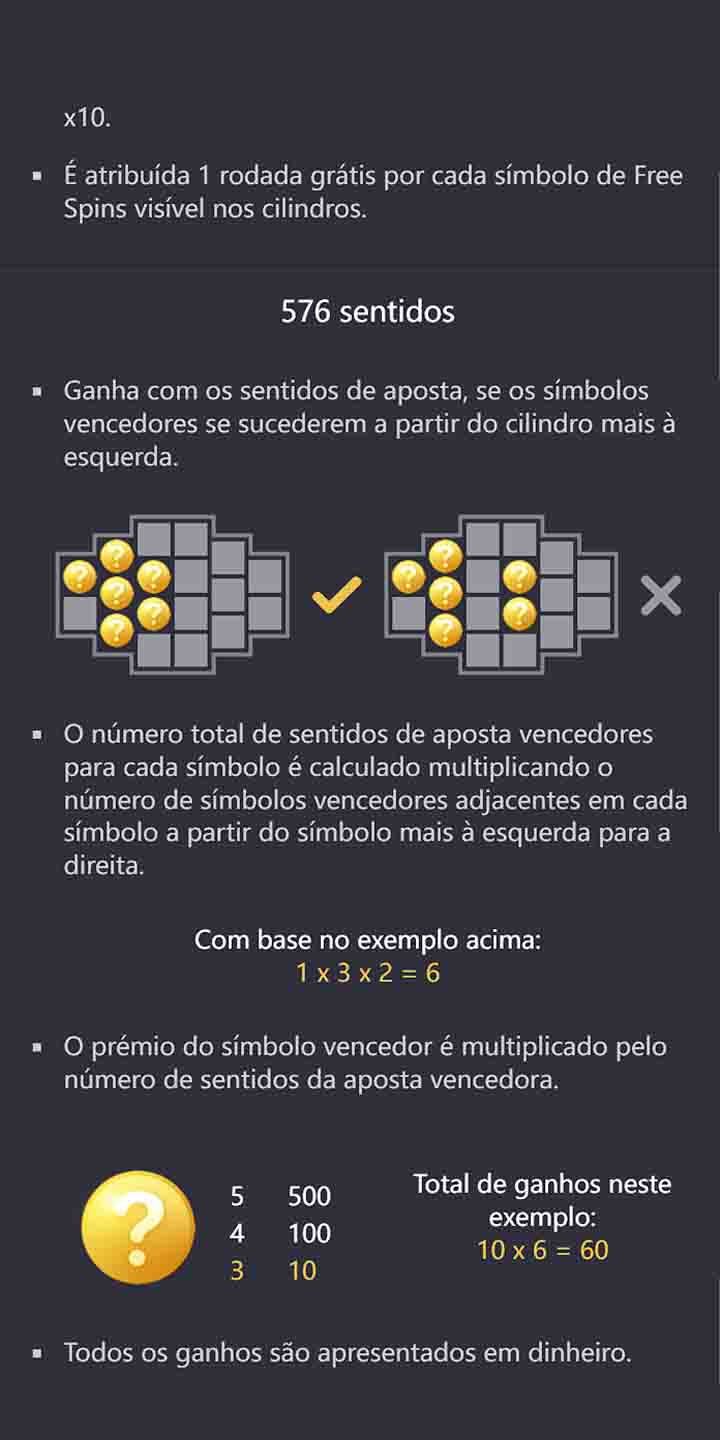 x10.
▪ É atribuída 1 rodada grátis por cada símbolo de Free
Spins visível nos cilindros.
576 sentidos
▪ Ganha com os sentidos de aposta, se os símbolos
vencedores se sucederem a partir do cilindro mais à
esquerda.
? ? ? ? ? ?
? ? ? ? ? ?
▪ O número total de sentidos de aposta vencedores
para cada símbolo é calculado multiplicando o
número de símbolos vencedores adjacentes em cada
símbolo a partir do símbolo mais à esquerda para a
direita.
Com base no exemplo acima:
1 x 3 x 2 = 6
▪ O prémio do símbolo vencedor é multiplicado pelo
número de sentidos da aposta vencedora.
?
5 500
4 100
3 10
Total de ganhos neste
exemplo:
10 x 6 = 60
▪ Todos os ganhos são apresentados em dinheiro.